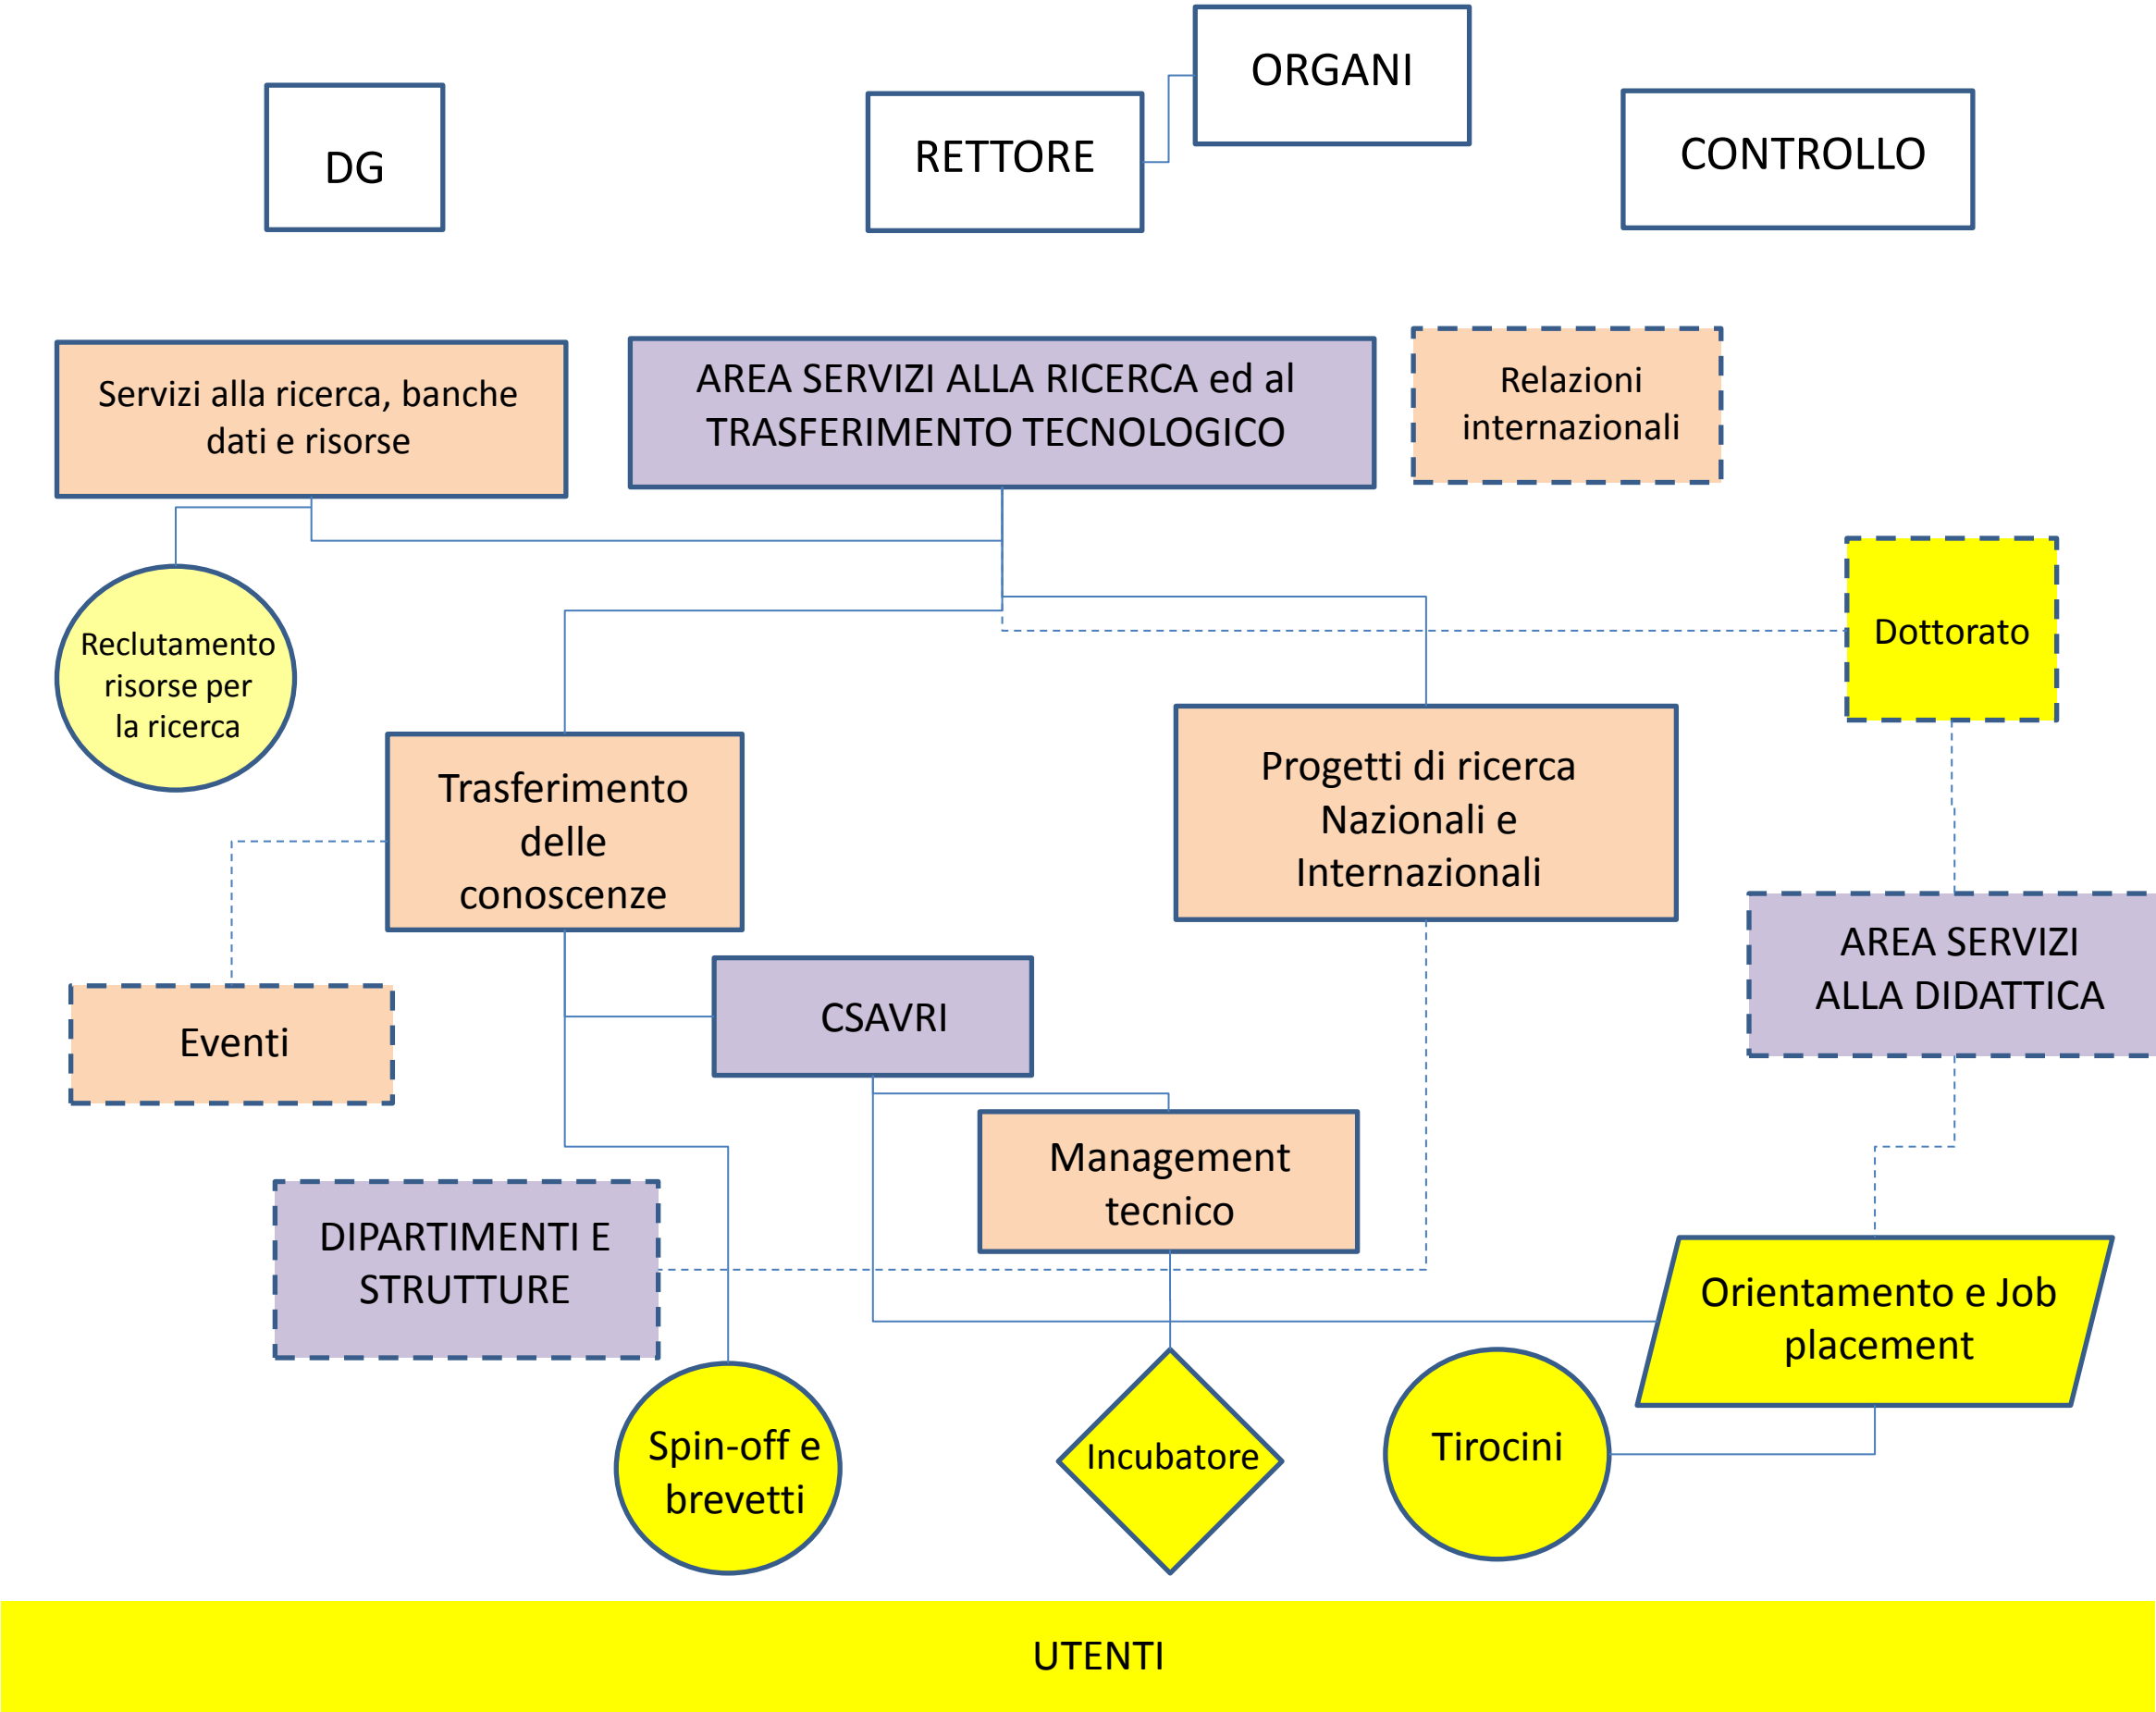 ORGANI
DG
RETTORE
CONTROLLO
Servizi alla ricerca, banche
dati e risorse
AREA SERVIZI ALLA RICERCA ed al
TRASFERIMENTO TECNOLOGICO
Relazioni
internazionali
Reclutamento
risorse per
la ricerca
Dottorato
Trasferimento
delle
conoscenze
Progetti di ricerca
Nazionali e
Internazionali
Eventi
CSAVRI
AREA SERVIZI
ALLA DIDATTICA
Management
tecnico
DIPARTIMENTI E
STRUTTURE
Orientamento e Job
placement
Spin-off e
brevetti
Incubatore
Tirocini
UTENTI